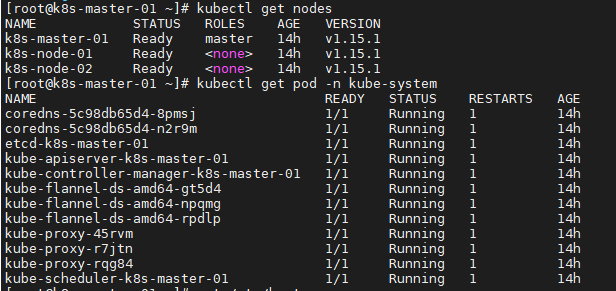 [root@k8s-master-01 ~]# kubectl get nodes
NAME STATUS ROLES AGE VERSION
k8s-master-01 Ready master 14h v1.15.1
k8s-node-01 Ready <none> 14h v1.15.1
k8s-node-02 Ready <none> 14h v1.15.1
[root@k8s-master-01 ~]# kubectl get pod -n kube-system
NAME READY STATUS RESTARTS AGE
coredns-5c98db65d4-8pmsj 1/1 Running 1 14h
coredns-5c98db65d4-n2r9m 1/1 Running 1 14h
etcd-k8s-master-01 1/1 Running 1 14h
kube-apiserver-k8s-master-01 1/1 Running 1 14h
kube-controller-manager-k8s-master-01 1/1 Running 1 14h
kube-flannel-ds-amd64-gt5d4 1/1 Running 1 14h
kube-flannel-ds-amd64-npqmg 1/1 Running 1 14h
kube-flannel-ds-amd64-rpdlp 1/1 Running 1 14h
kube-proxy-45rvm 1/1 Running 1 14h
kube-proxy-r7jtn 1/1 Running 1 14h
kube-proxy-rqg84 1/1 Running 1 14h
kube-scheduler-k8s-master-01 1/1 Running 1 14h
[root@k8s-master-01 ~]#